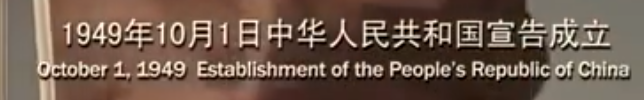 1949年10月1日中华人民共和国宣告成立
October 1, 1949 Establishment of the People's Republic of China